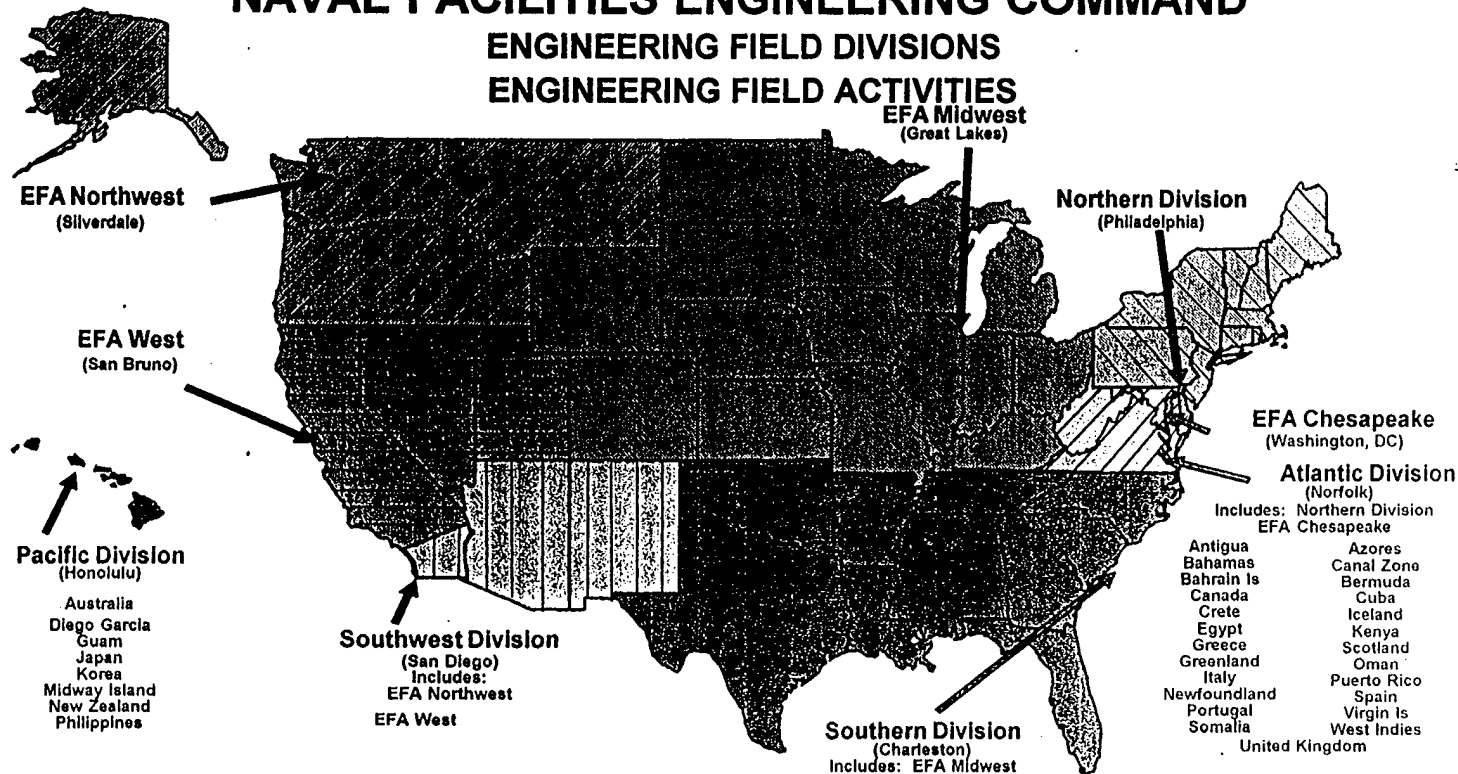 NAVAL FACILITIES ENGINEERING COMMAND
ENGINEERING FIELD DIVISIONS
ENGINEERING FIELD ACTIVITIES
EFA Midwest
(Great Lakes)
EFA Northwest
(Silverdale)
Northern Division
(Philadelphia)
EFA West
(San Bruno)
EFA Chesapeake
(Washington, DC)
Atlantic Division
(Norfolk)
Includes: Northern Division
EFA Chesapeake
Antigua
Bahamas
Bahrain Is
Canada
Crete
Egypt
Greece
Greenland
Italy
Newfoundland
Portugal
Somalia
Azores
Canal Zone
Bermuda
Cuba
Iceland
Kenya
Scotland
Oman
Puerto Rico
Spain
Virgin Is
West Indies
United Kingdom
Pacific Division
(Honolulu)
Australia
Diego Garcia
Guam
Japan
Korea
Midway Island
New Zealand
Philippines
Southwest Division
(San Diego)
Includes:
EFA Northwest
EFA West
Southern Division
(Charleston)
Includes: EFA Midwest